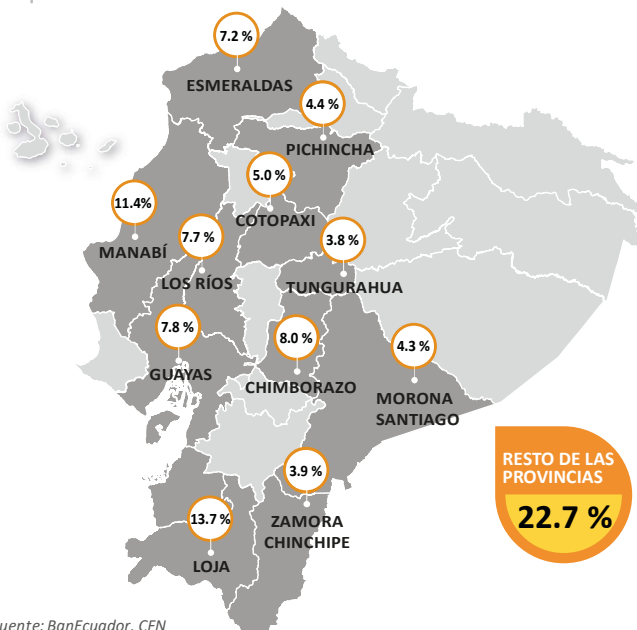 7.2 %
ESMERALDAS
4.4 %
PICHINCHA
5.0 %
COTOPAXI
11.4%
MANABÍ
7.7 %
LOS RÍOS
3.8 %
TUNGURAHUA
7.8 %
GUAYAS
8.0 %
CHIMBORAZO
4.3 %
MORONA
SANTIAGO
RESTO DE LAS
PROVINCIAS
22.7 %
3.9 %
ZAMORA
CHINCHIPE
13.7%
LOJA
uente: BanEcuador, CFN